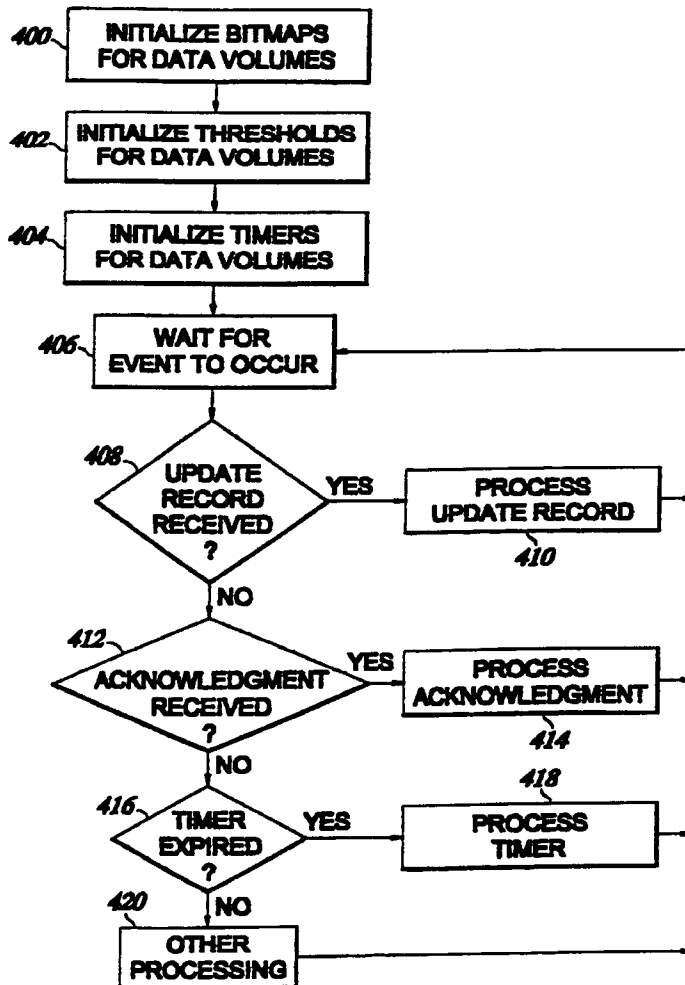 400
INITIALIZE BITMAPS
FOR DATA VOLUMES
402
INITIALIZE THRESHOLDS
FOR DATA VOLUMES
404
INITIALIZE TIMERS
FOR DATA VOLUMES
406
WAIT FOR
EVENT TO OCCUR
408
UPDATE
RECORD
RECEIVED
?
YES
PROCESS
UPDATE RECORD
410
NO
412
ACKNOWLEDGMENT
RECEIVED
?
YES
PROCESS
ACKNOWLEDGMENT
414
NO
416
TIMER
EXPIRED
?
YES
418
PROCESS
TIMER
NO
420
OTHER
PROCESSING